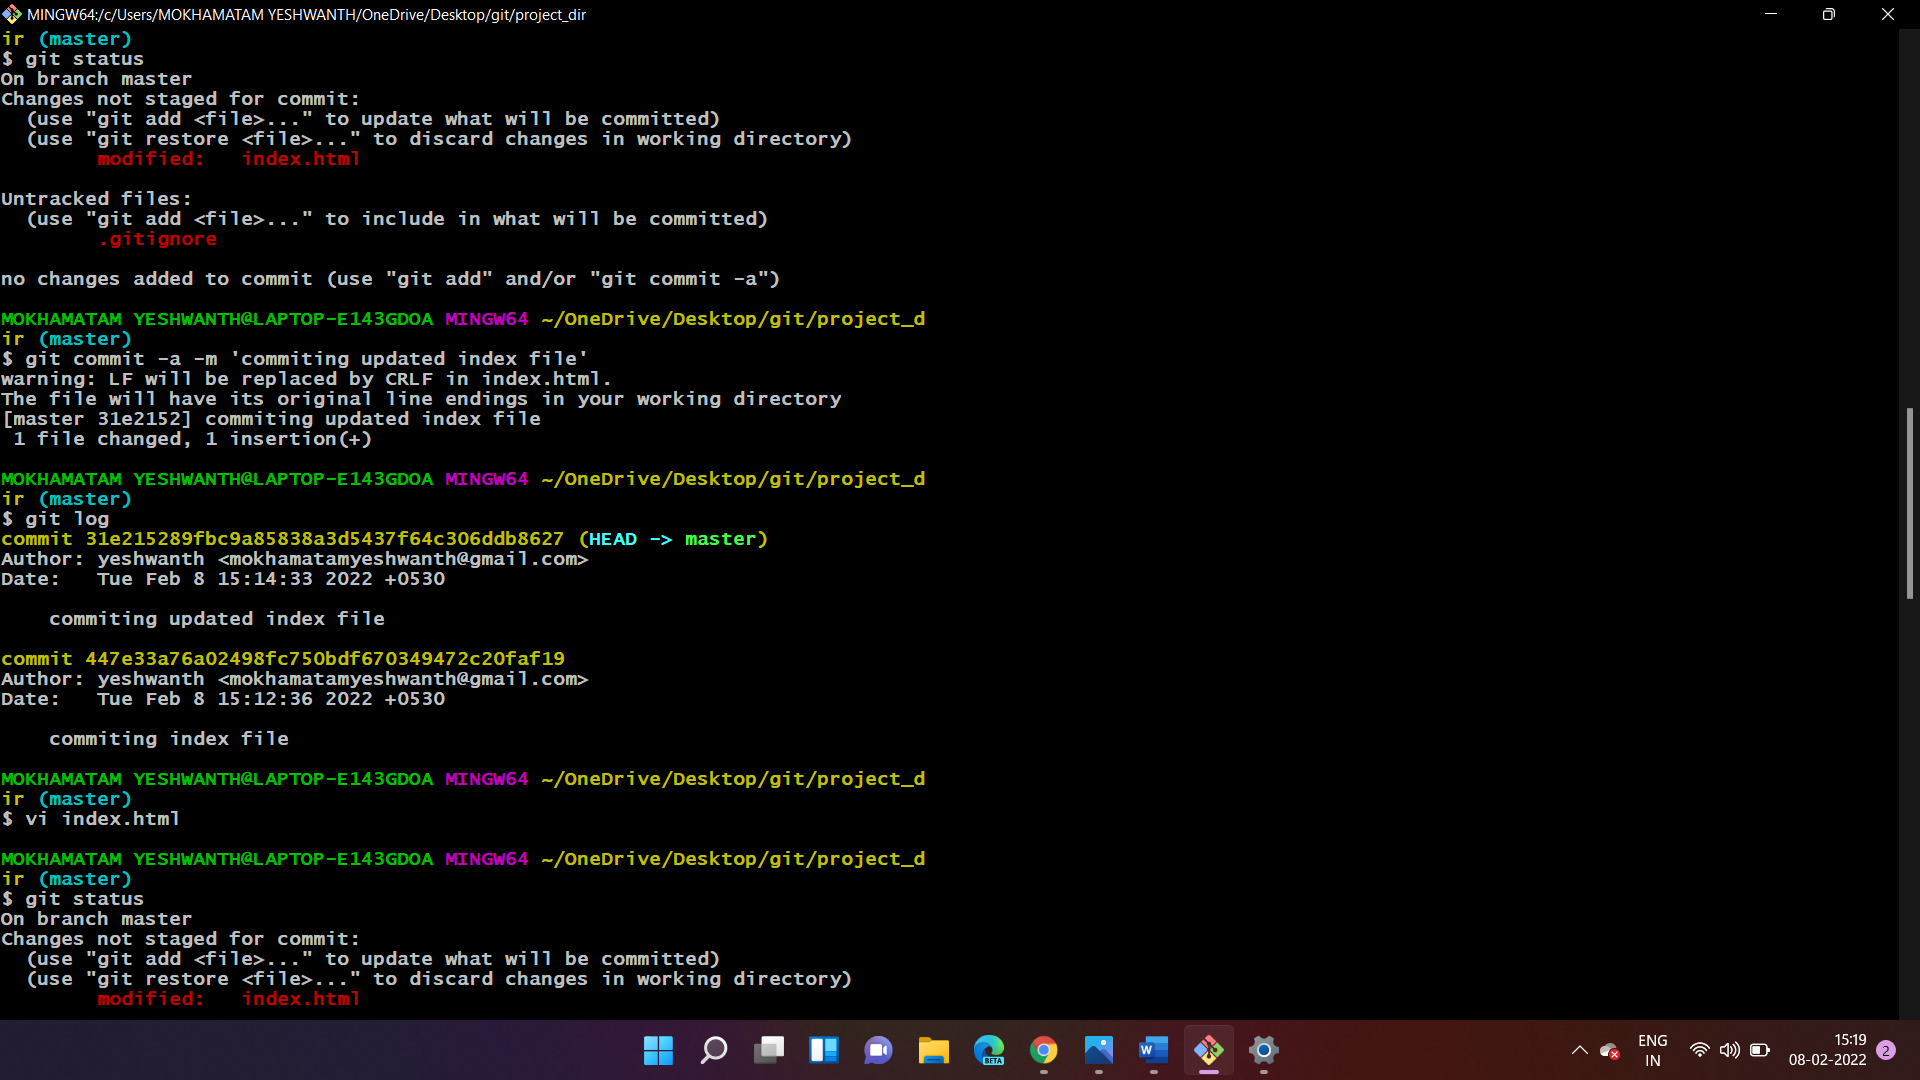 MINGW64:/c/Users/MOKHAMATAM YESHWANTH/OneDrive/Desktop/git/project_dir
ir (master)
$ git status
On branch master
Changes not staged for commit:
  (use "git add <file>..." to update what will be committed)
  (use "git restore <file>..." to discard changes in working directory)
        modified:   index.html

Untracked files:
  (use "git add <file>..." to include in what will be committed)
        .gitignore

no changes added to commit (use "git add" and/or "git commit -a")

MOKHAMATAM YESHWANTH@LAPTOP-E143GDOA MINGW64 ~/OneDrive/Desktop/git/project_d
ir (master)
$ git commit -a -m 'commiting updated index file'
warning: LF will be replaced by CRLF in index.html.
The file will have its original line endings in your working directory
[master 31e2152] commiting updated index file
 1 file changed, 1 insertion(+)

MOKHAMATAM YESHWANTH@LAPTOP-E143GDOA MINGW64 ~/OneDrive/Desktop/git/project_d
ir (master)
$ git log
commit 31e215289fbc9a85838a3d5437f64c306ddb8627 (HEAD -> master)
Author: yeshwanth <mokhamatamyeshwanth@gmail.com>
Date:   Tue Feb 8 15:14:33 2022 +0530

    commiting updated index file

commit 447e33a76a02498fc750bdf670349472c20faf19
Author: yeshwanth <mokhamatamyeshwanth@gmail.com>
Date:   Tue Feb 8 15:12:36 2022 +0530

    commiting index file

MOKHAMATAM YESHWANTH@LAPTOP-E143GDOA MINGW64 ~/OneDrive/Desktop/git/project_d
ir (master)
$ vi index.html

MOKHAMATAM YESHWANTH@LAPTOP-E143GDOA MINGW64 ~/OneDrive/Desktop/git/project_d
ir (master)
$ git status
On branch master
Changes not staged for commit:
  (use "git add <file>..." to update what will be committed)
  (use "git restore <file>..." to discard changes in working directory)
        modified:   index.html
BETA
W
ENG
IN
15:19
08-02-2022
2